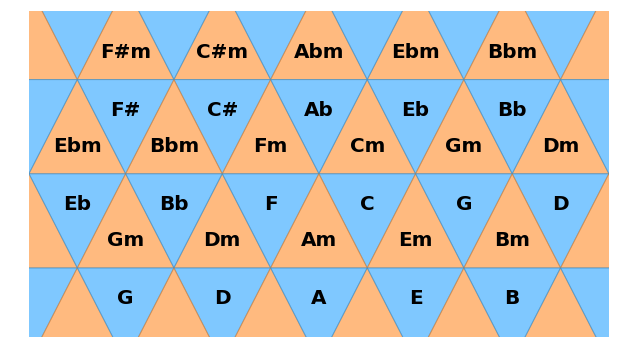 F#m C#m Abm Ebm Bbm
F# C# Ab Eb Bb
Ebm Bbm Fm Cm Gm Dm
Eb Bb F C G D
Gm Dm Am Em Bm
G D A E B